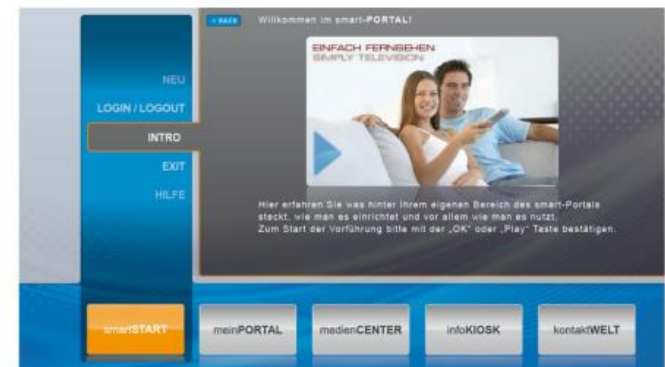 < BACK
Willkommen im smart-PORTAL!
EINFACH FERNSEHEN
SIMPLY TELEVISION
NEU
LOGIN / LOGOUT
INTRO
EXIT
HILFE
Hier erfahren Sie was hinter Ihrem eigenen Bereich des smart-Portals
steckt, wie man es einrichtet und vor allem wie man es nutzt.
Zum Start der Vorführung bitte mit der „OK" oder „Play" Taste bestätigen.
smartSTART
meinPORTAL
medienCENTER
infoKIOSK
kontaktWELT